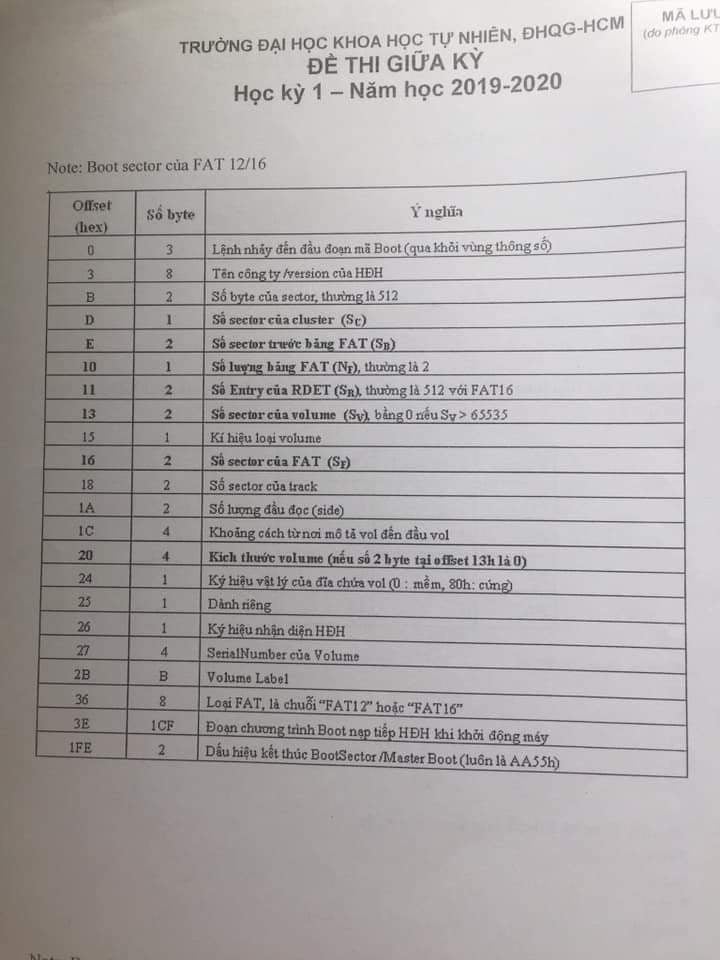 MÃ LƯU
(do phòng KT
TRƯỜNG ĐẠI HỌC KHOA HỌC TỰ NHIÊN, ĐHQG-HCM
ĐỀ THI GIỮA KỲ
Học kỳ 1 – Năm học 2019-2020
Note: Boot sector của FAT 12/16
Offset (hex) Số byte Ý nghĩa
0 3 Lệnh nhảy đến đầu đoạn mã Boot (qua khỏi vùng thông số)
3 8 Tên công ty /version của HĐH
B 2 Số byte của sector, thường là 512
D 1 Số sector của cluster (SC)
E 2 Số sector trước bảng FAT (SB)
10 1 Số lượng bảng FAT (NF), thường là 2
11 2 Số Entry của RDET (SR), thường là 512 với FAT16
13 2 Số sector của volume (SV), bằng 0 nếu SV > 65535
15 1 Kí hiệu loại volume
16 2 Số sector của FAT (SF)
18 2 Số sector của track
1A 2 Số lượng đầu đọc (side)
1C 4 Khoảng cách từ nơi mô tả vol đến đầu vol
20 4 Kích thước volume (nếu số 2 byte tại offset 13h là 0)
24 1 Ký hiệu vật lý của đĩa chứa vol (0 : mềm, 80h: cứng)
25 1 Dành riêng
26 1 Ký hiệu nhận diện HĐH
27 4 SerialNumber của Volume
2B B Volume Label
36 8 Loại FAT, là chuỗi “FAT12” hoặc “FAT16”
3E 1CF Đoạn chương trình Boot nạp tiếp HĐH khi khởi động máy
1FE 2 Dấu hiệu kết thúc BootSector /Master Boot (luôn là AA55h)